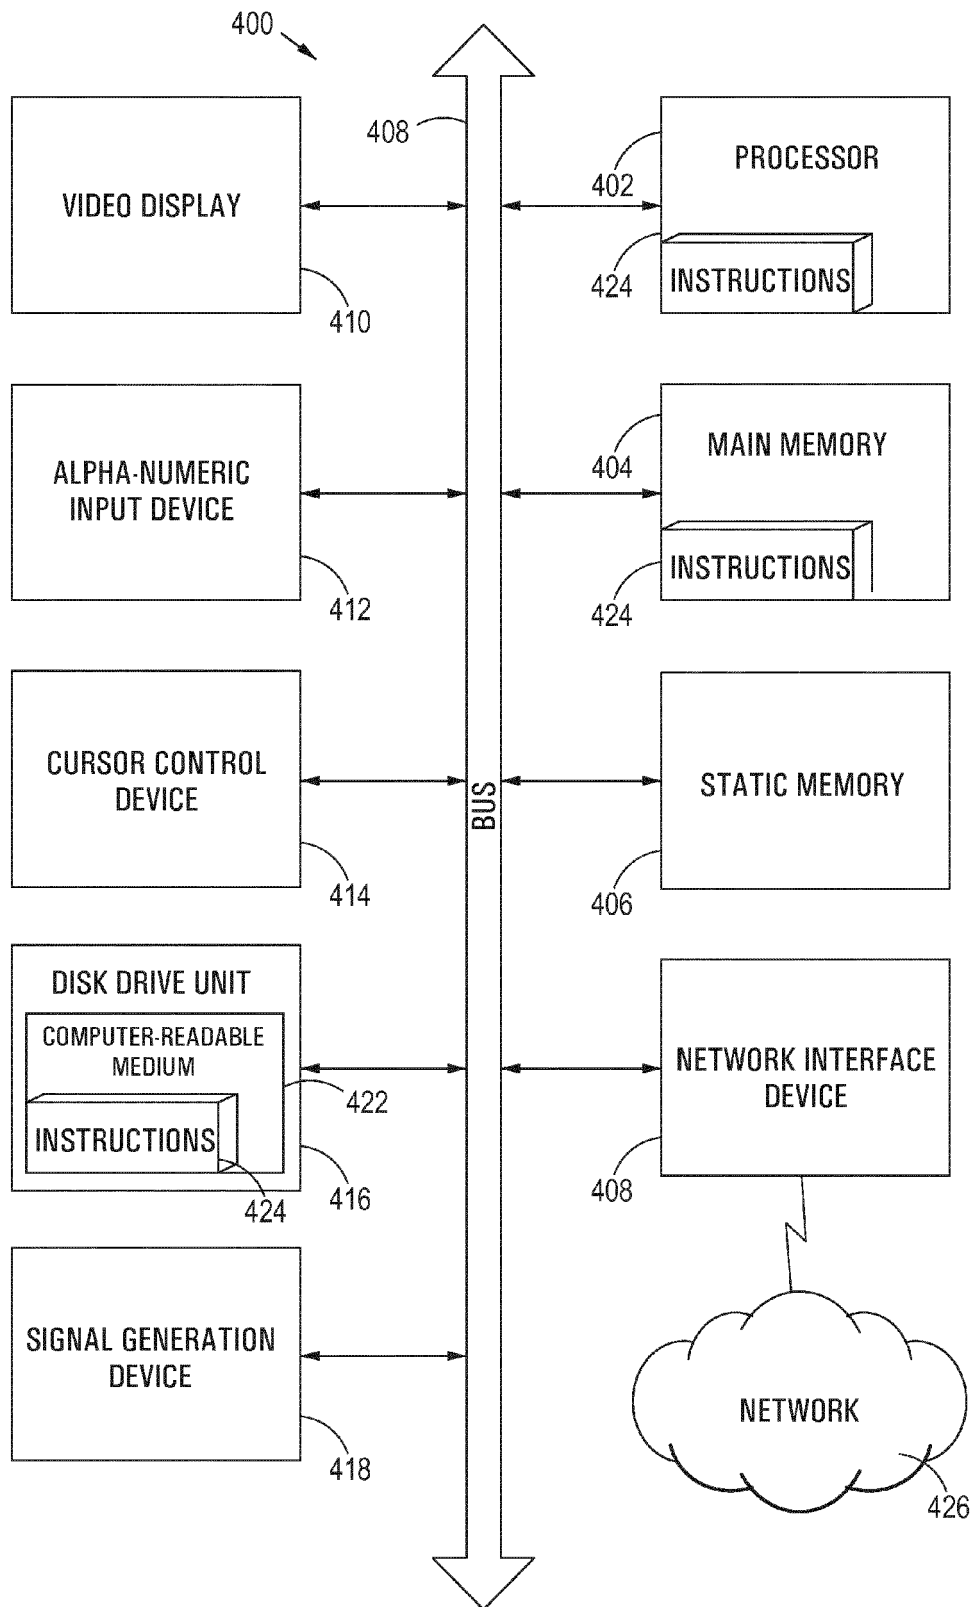 400
408
VIDEO DISPLAY
410
PROCESSOR
402
424
INSTRUCTIONS
ALPHA-NUMERIC
INPUT DEVICE
412
MAIN MEMORY
404
INSTRUCTIONS
424
CURSOR CONTROL
DEVICE
414
BUS
STATIC MEMORY
406
DISK DRIVE UNIT
COMPUTER-READABLE
MEDIUM
422
INSTRUCTIONS
424
416
NETWORK INTERFACE
DEVICE
408
SIGNAL GENERATION
DEVICE
418
NETWORK
426